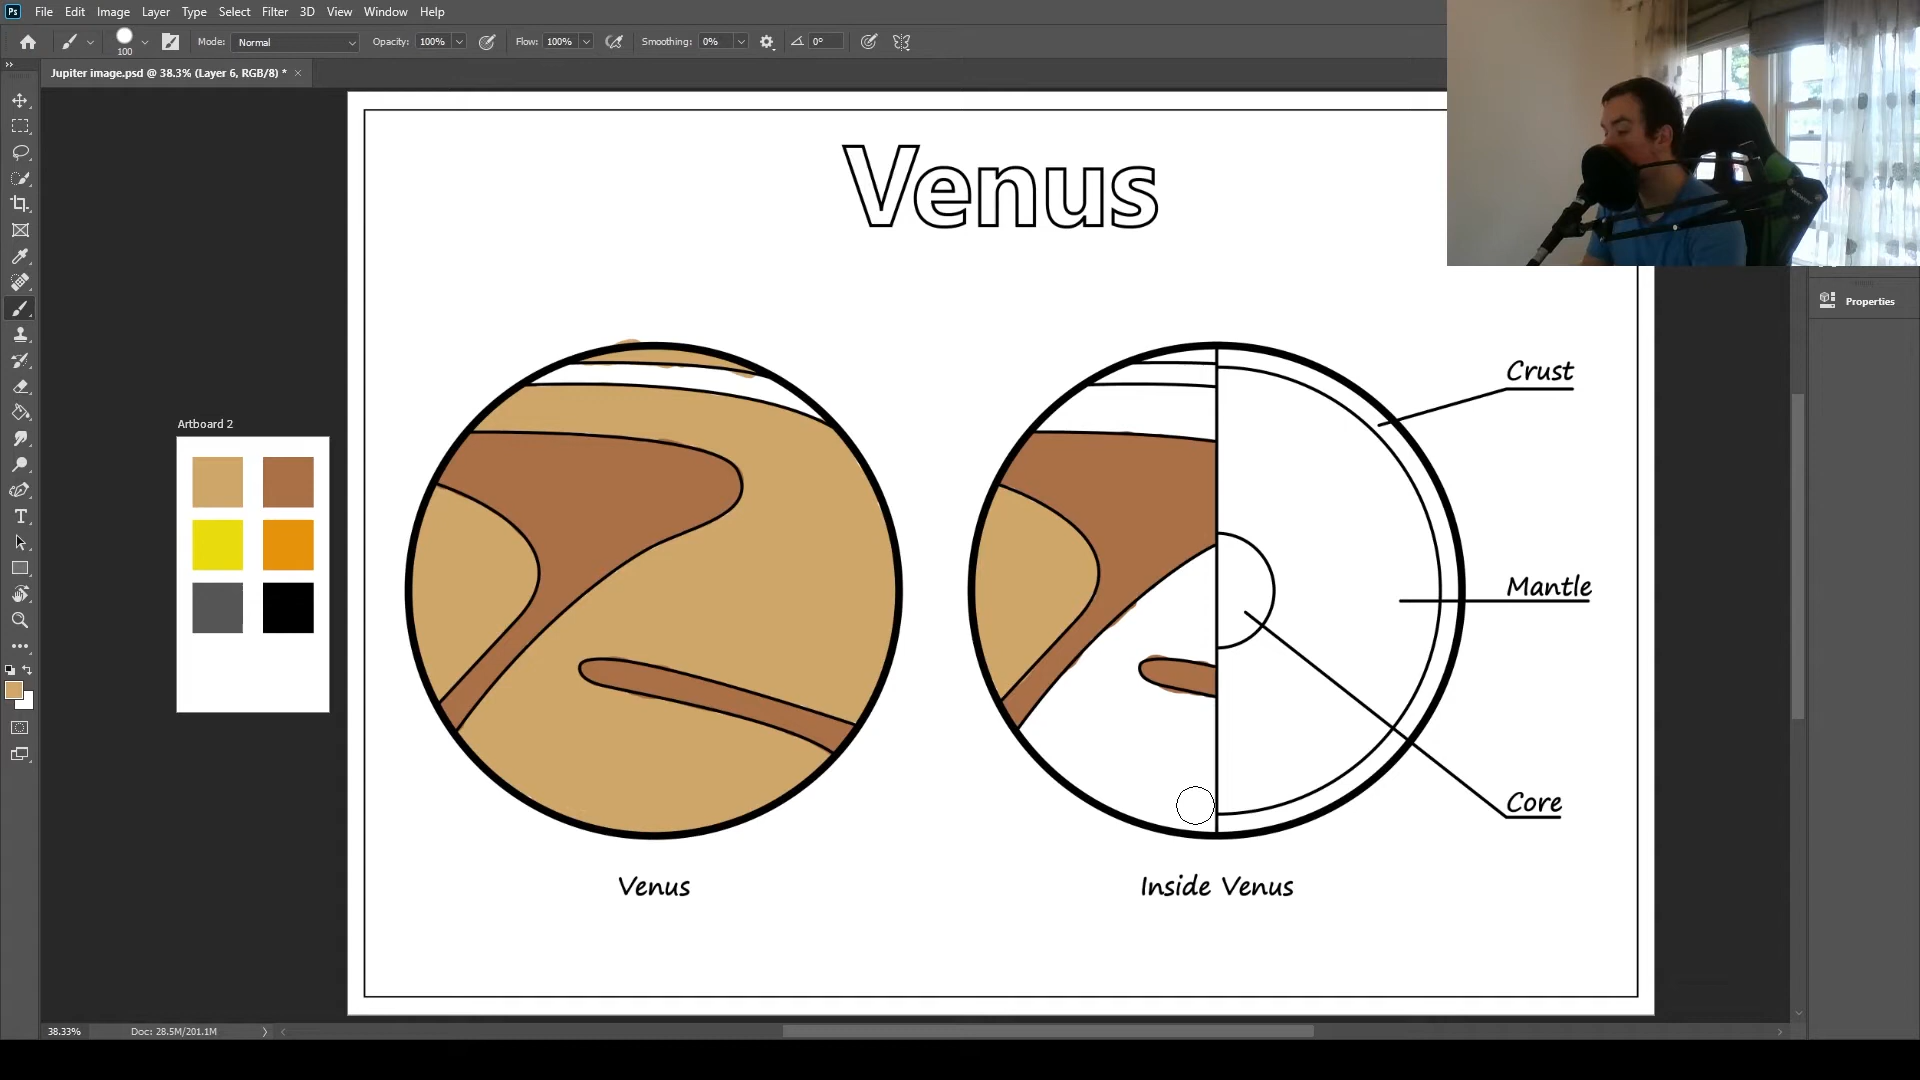 Ps File Edit Image Layer Type Select Filter 3D View Window Help
100 Mode: Normal Opacity: 100% Flow: 100% Smoothing: 0% 0°
Jupiter image.psd @ 38.3% (Layer 6, RGB/8) * ×
Venus
Properties
Crust
Artboard 2
Mantle
Core
Venus
Inside Venus
38.33% Doc: 28.5M/201.1M